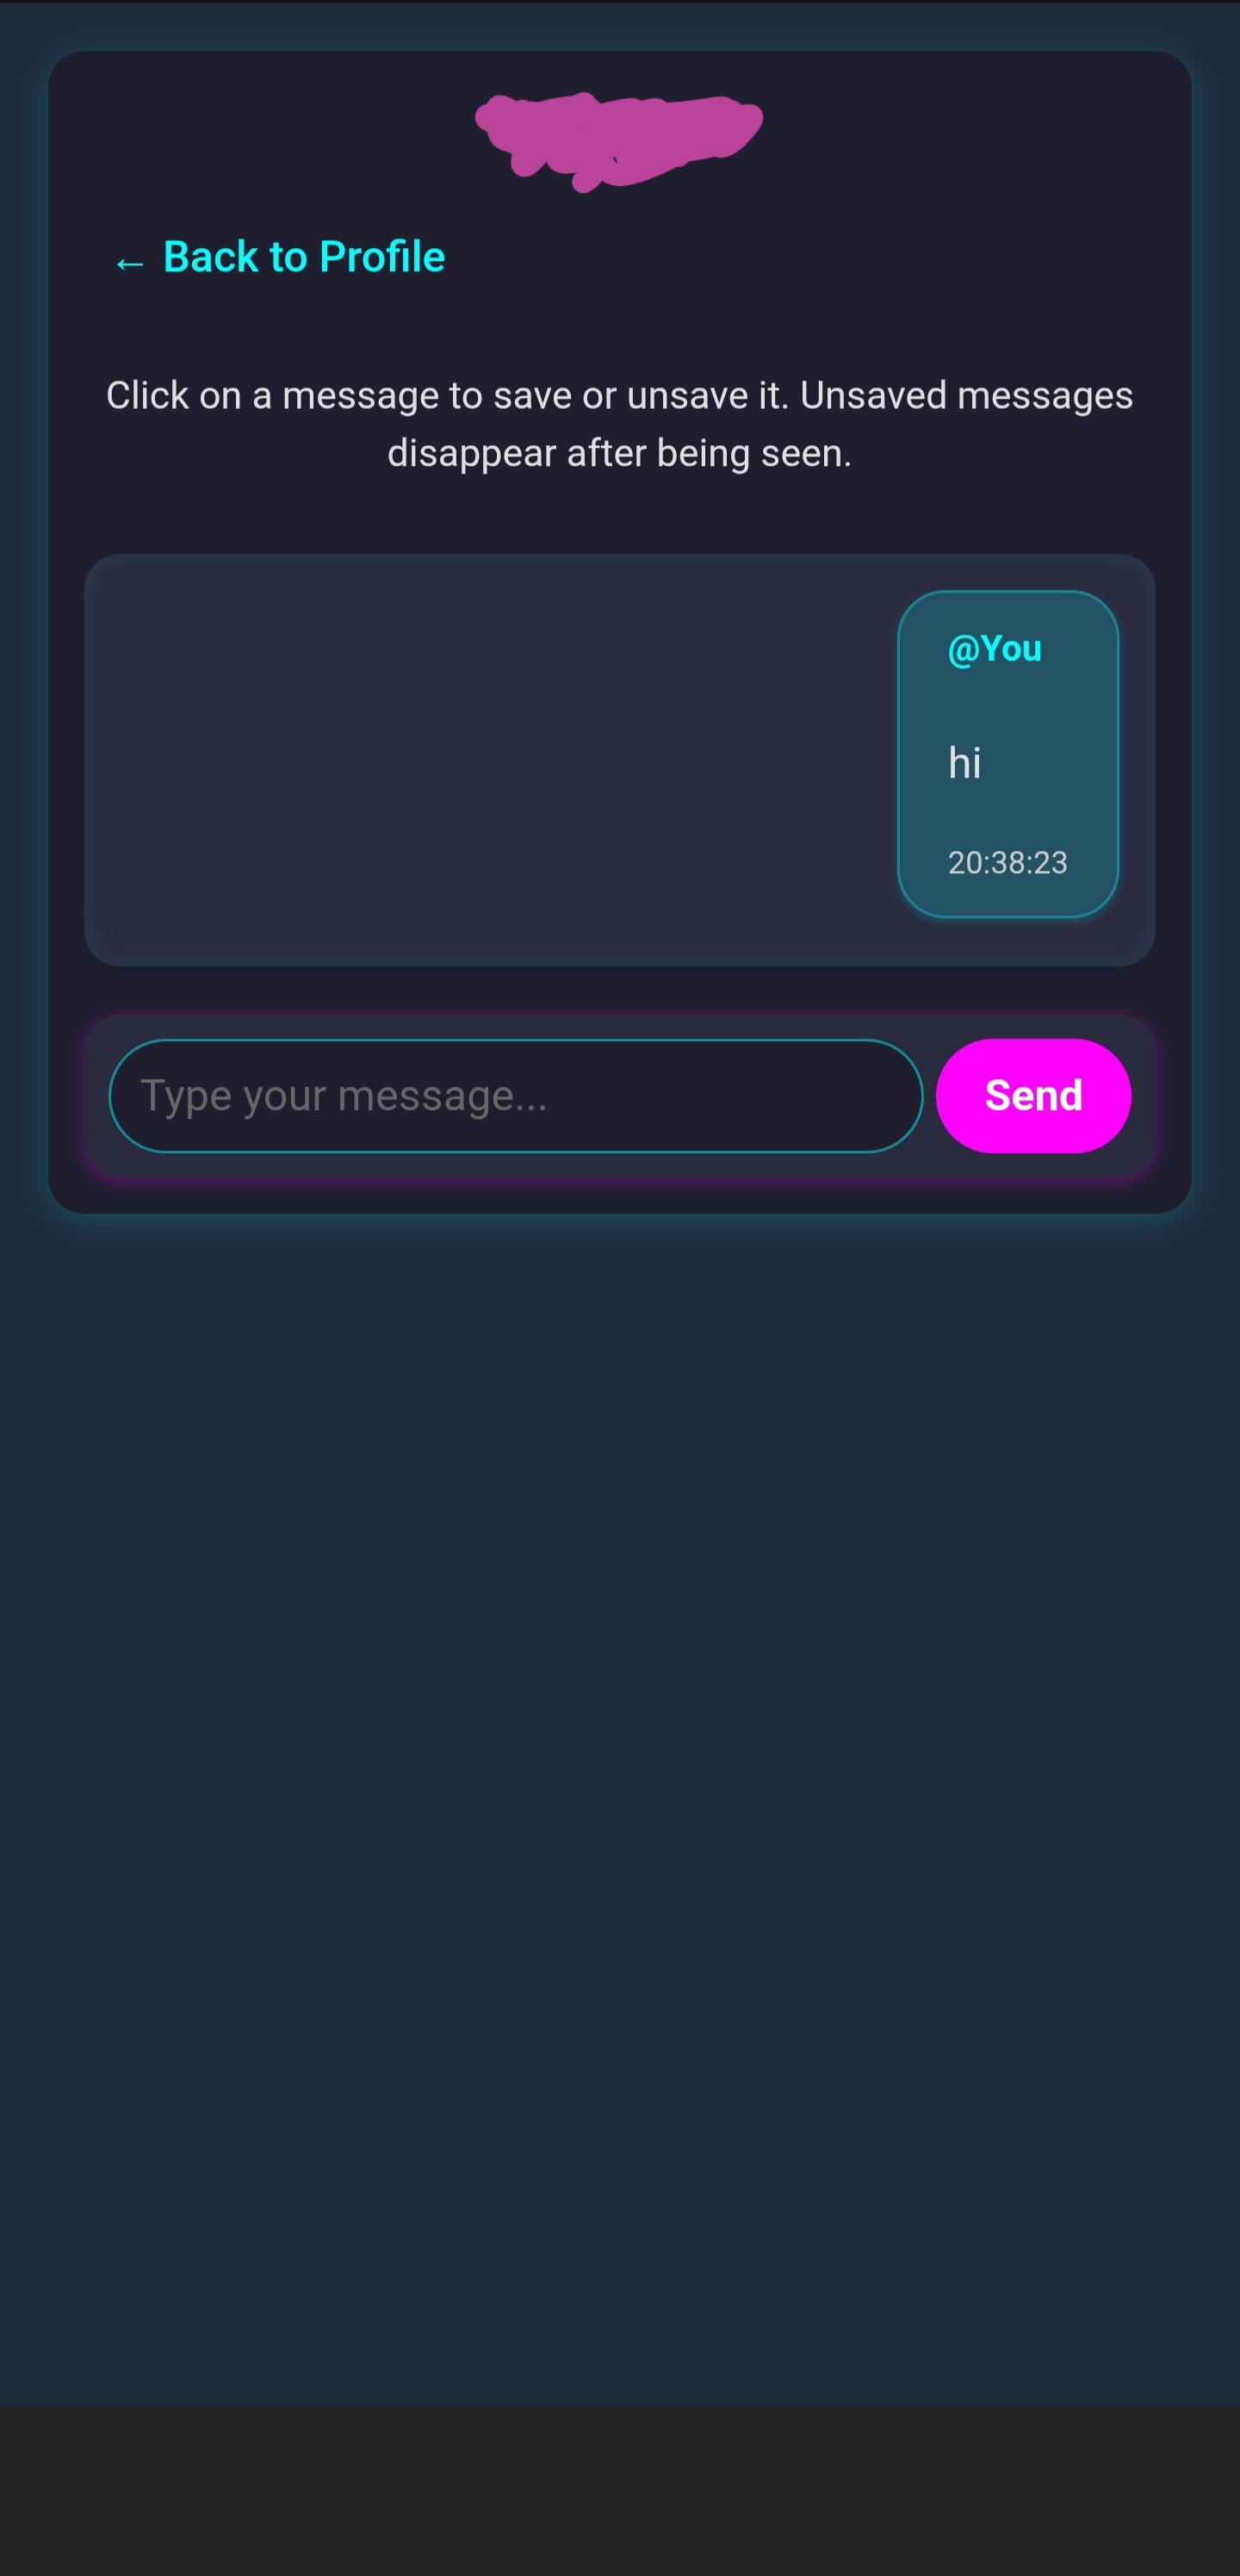 ← Back to Profile
Click on a message to save or unsave it. Unsaved messages
disappear after being seen.
@You
hi
20:38:23
Type your message...
Send